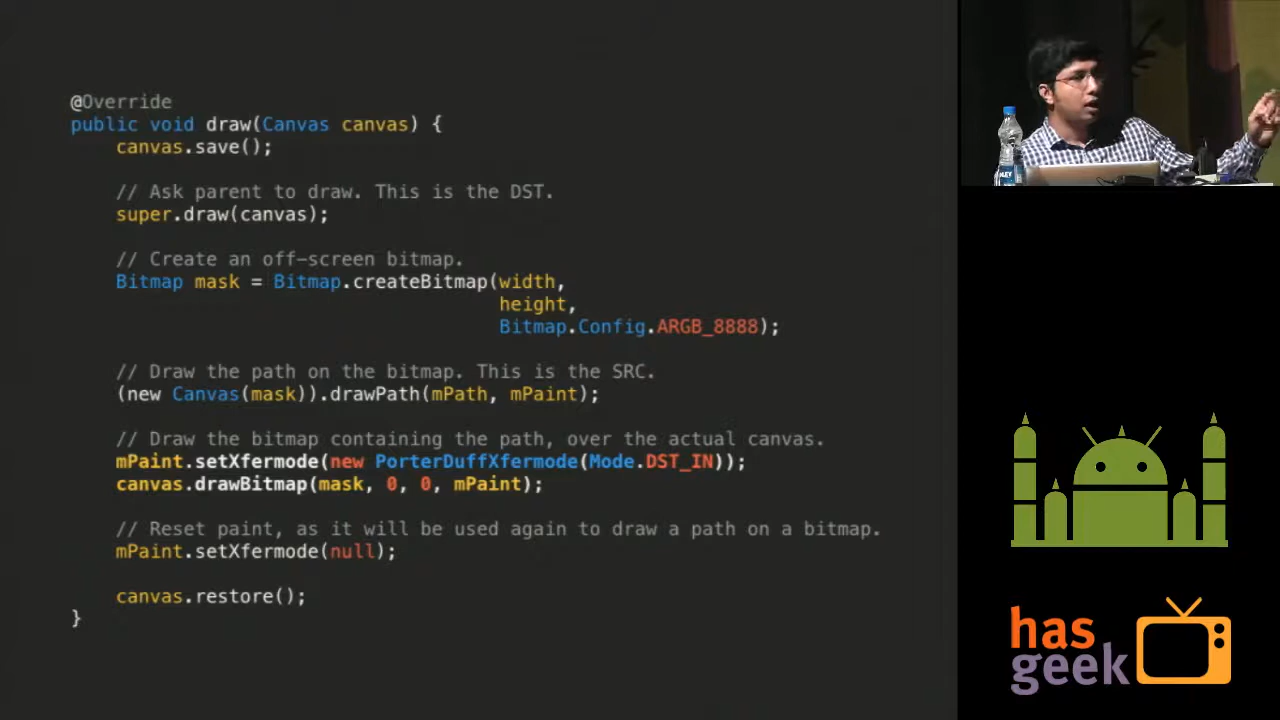 @Override
public void draw(Canvas canvas) {
canvas.save();
// Ask parent to draw. This is the DST.
super.draw(canvas);
// Create an off-screen bitmap.
Bitmap mask = Bitmap.createBitmap(width,
height,
Bitmap.Config.ARGB_8888);
// Draw the path on the bitmap. This is the SRC.
(new Canvas(mask)).drawPath(mPath, mPaint);
// Draw the bitmap containing the path, over the actual canvas.
mPaint.setXfermode(new PorterDuffXfermode(Mode.DST_IN));
canvas.drawBitmap(mask, 0, 0, mPaint);
// Reset paint, as it will be used again to draw a path on a bitmap.
mPaint.setXfermode(null);
canvas.restore();
}
has
geek